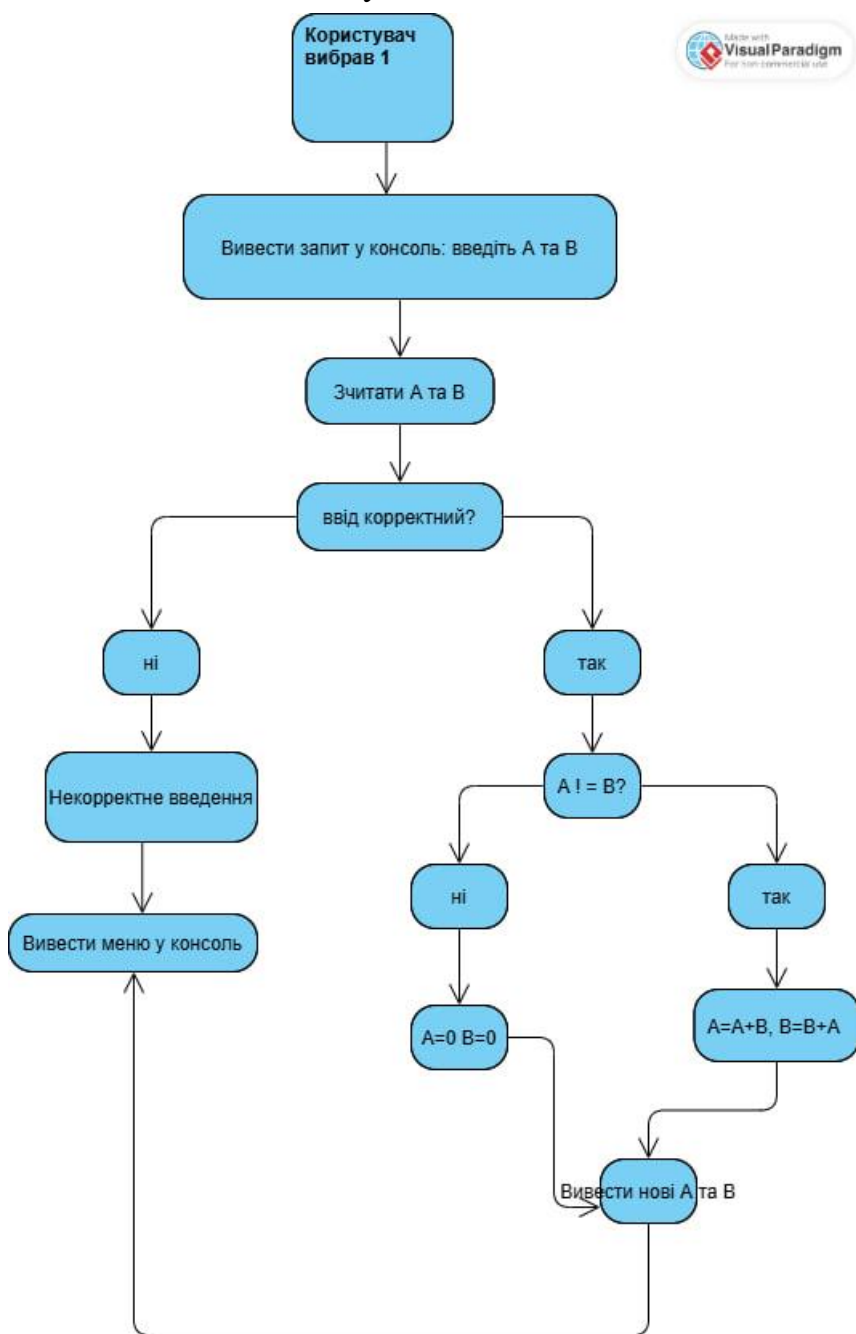 Користувач
вибрав 1
Made with
Visual Paradigm
For non-commercial use
Вивести запит у консоль: введіть А та В
Зчитати А та В
ввід корректний?
ні
так
Некорректне введення
А ! = В?
ні
так
Вивести меню у консоль
А=0 В=0
А=А+В, В=В+А
Вивести нові А та В